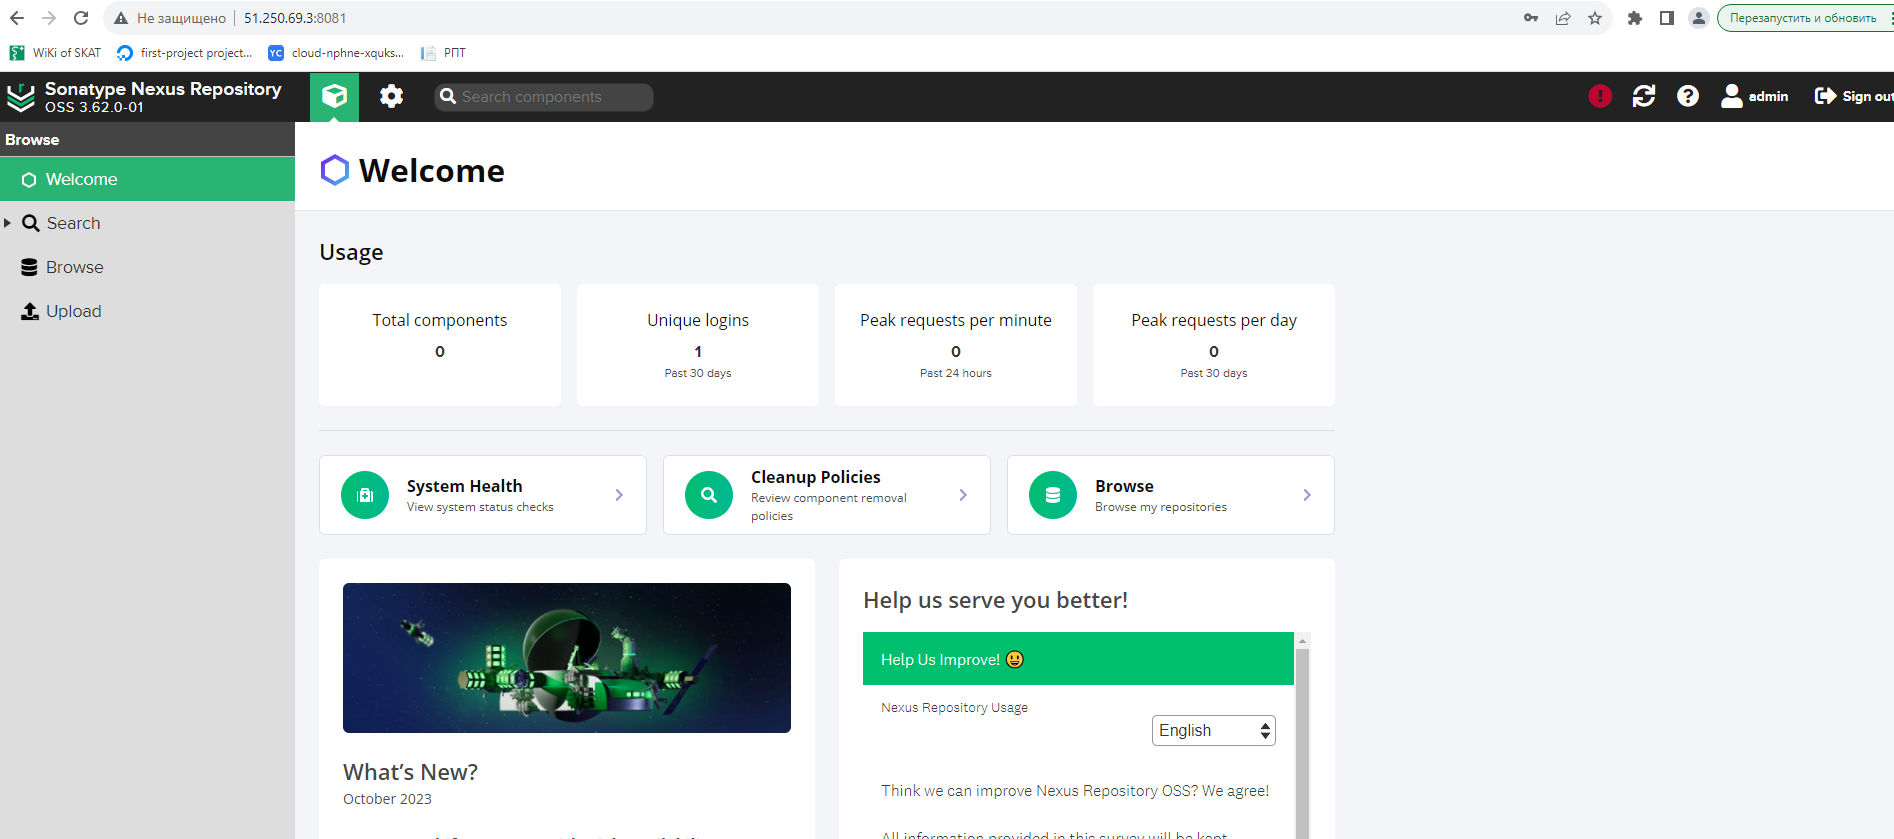 Не защищено 51.250.69.3:8081
Перезапустить и обновить
WiKi of SKAT
first-project project...
YC cloud-nphne-xquks...
РПТ
Sonatype Nexus Repository
OSS 3.62.0-01
Search components
admin
Sign out
Browse
Welcome
Search
Browse
Upload
Welcome
Usage
Total components
0
Unique logins
1
Past 30 days
Peak requests per minute
0
Past 24 hours
Peak requests per day
0
Past 30 days
System Health
View system status checks
Cleanup Policies
Review component removal
policies
Browse
Browse my repositories
What's New?
October 2023
Help us serve you better!
Help Us Improve! 😃
Nexus Repository Usage
English
Think we can improve Nexus Repository OSS? We agree!
All information provided in this survey will be kept